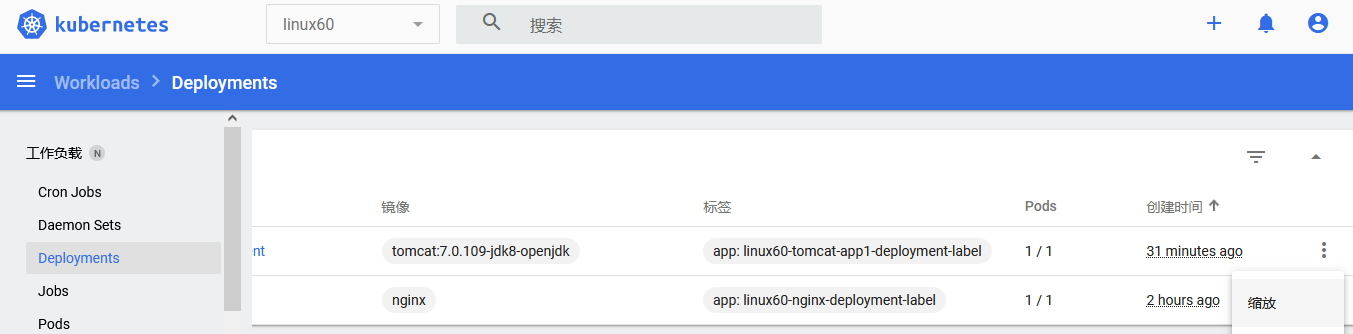 kubernetes
linux60
搜索
Workloads > Deployments
工作负载 N
Cron Jobs
Daemon Sets
Deployments
Jobs
Pods
镜像 标签 Pods 创建时间
ent tomcat:7.0.109-jdk8-openjdk app: linux60-tomcat-app1-deployment-label 1 / 1 31 minutes ago
nginx app: linux60-nginx-deployment-label 1 / 1 2 hours ago
缩放